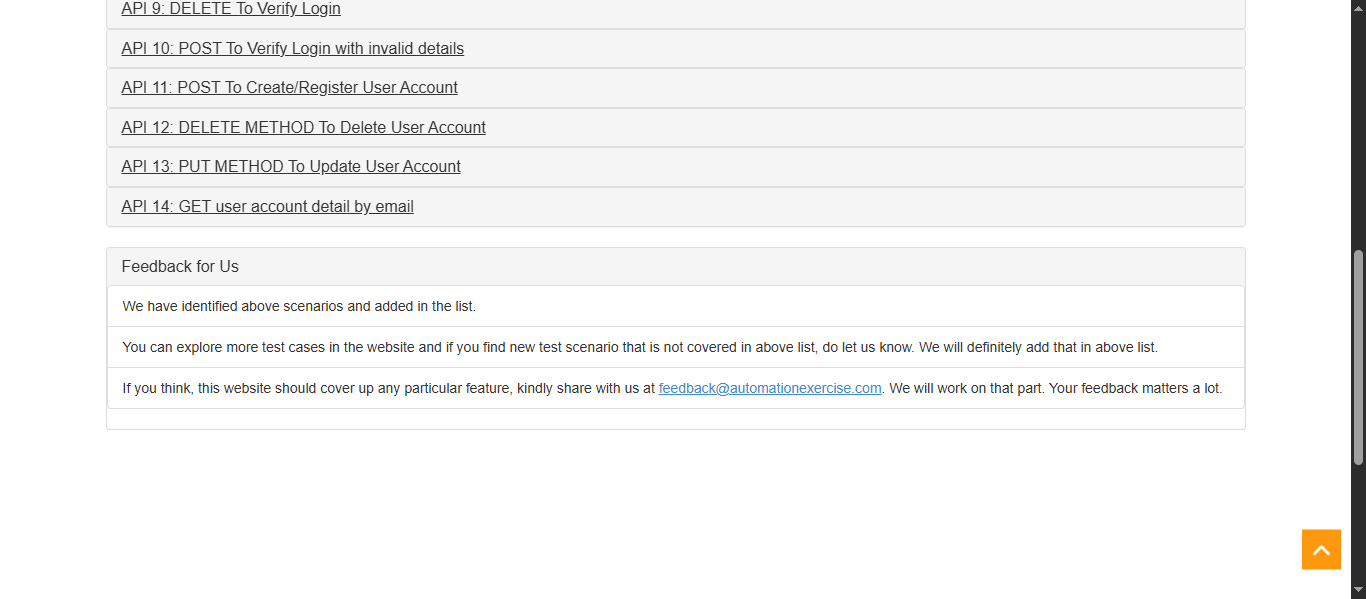 API 9: DELETE To Verify Login
API 10: POST To Verify Login with invalid details
API 11: POST To Create/Register User Account
API 12: DELETE METHOD To Delete User Account
API 13: PUT METHOD To Update User Account
API 14: GET user account detail by email
Feedback for Us
We have identified above scenarios and added in the list.
You can explore more test cases in the website and if you find new test scenario that is not covered in above list, do let us know. We will definitely add that in above list.
If you think, this website should cover up any particular feature, kindly share with us at feedback@automationexercise.com. We will work on that part. Your feedback matters a lot.